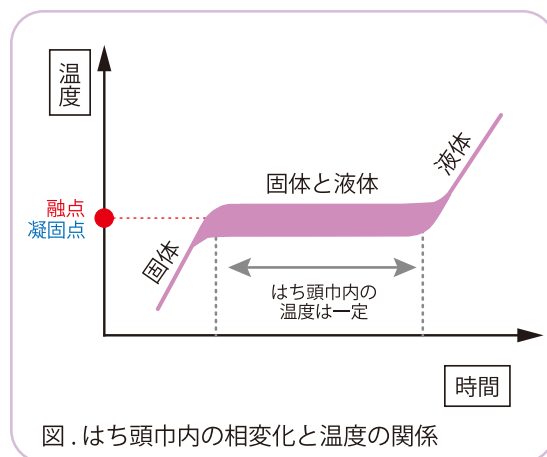 温度
融点
凝固点
固体
固体と液体
液体
はち頭巾内の
温度は一定
時間
図 . はち頭巾内の相変化と温度の関係